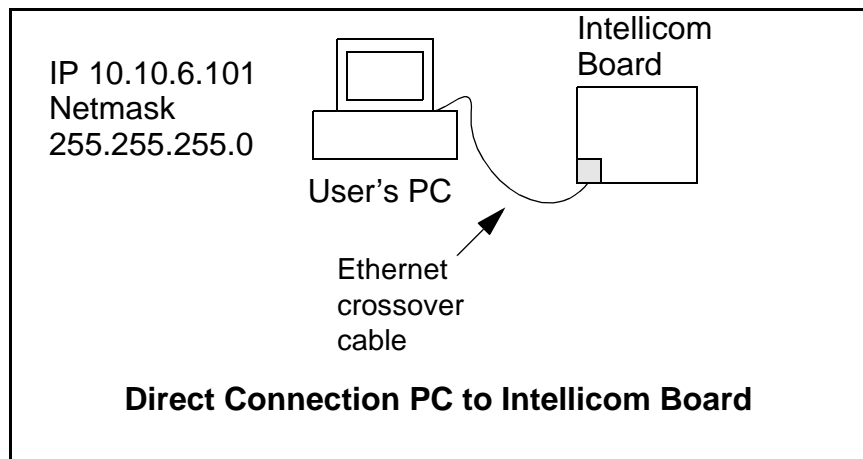 IP 10.10.6.101
Netmask
255.255.255.0
Intellicom
Board
User's PC
Ethernet
crossover
cable
Direct Connection PC to Intellicom Board